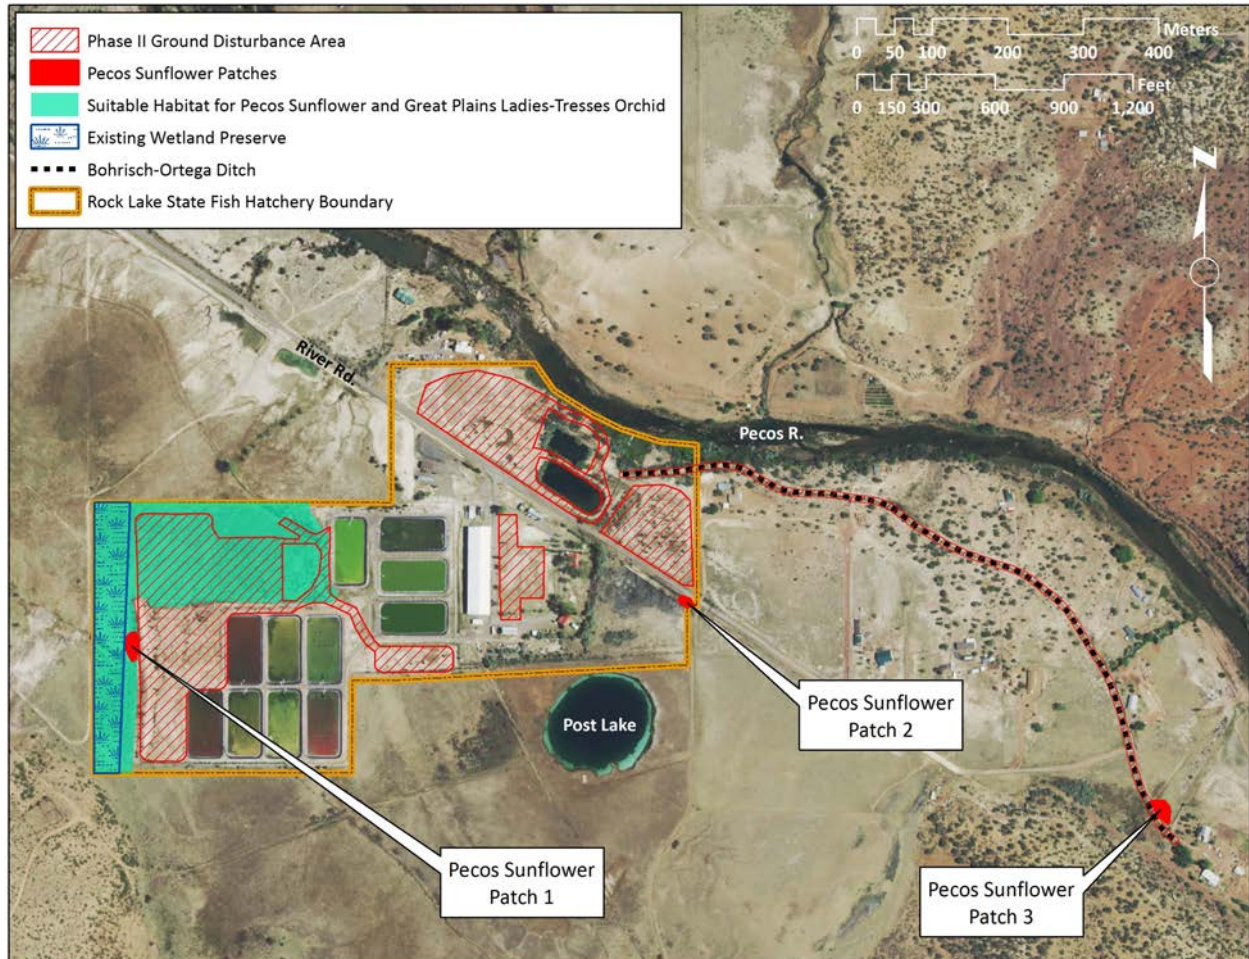 Phase II Ground Disturbance Area
Pecos Sunflower Patches
Suitable Habitat for Pecos Sunflower and Great Plains Ladies-Tresses Orchid
Existing Wetland Preserve
Bohrisch-Ortega Ditch
Rock Lake State Fish Hatchery Boundary
Meters
0 50 100 200 300 400
Feet
0 150 300 600 900 1,200
N
River Rd.
Pecos R.
Post Lake
Pecos Sunflower
Patch 2
Pecos Sunflower
Patch 1
Pecos Sunflower
Patch 3